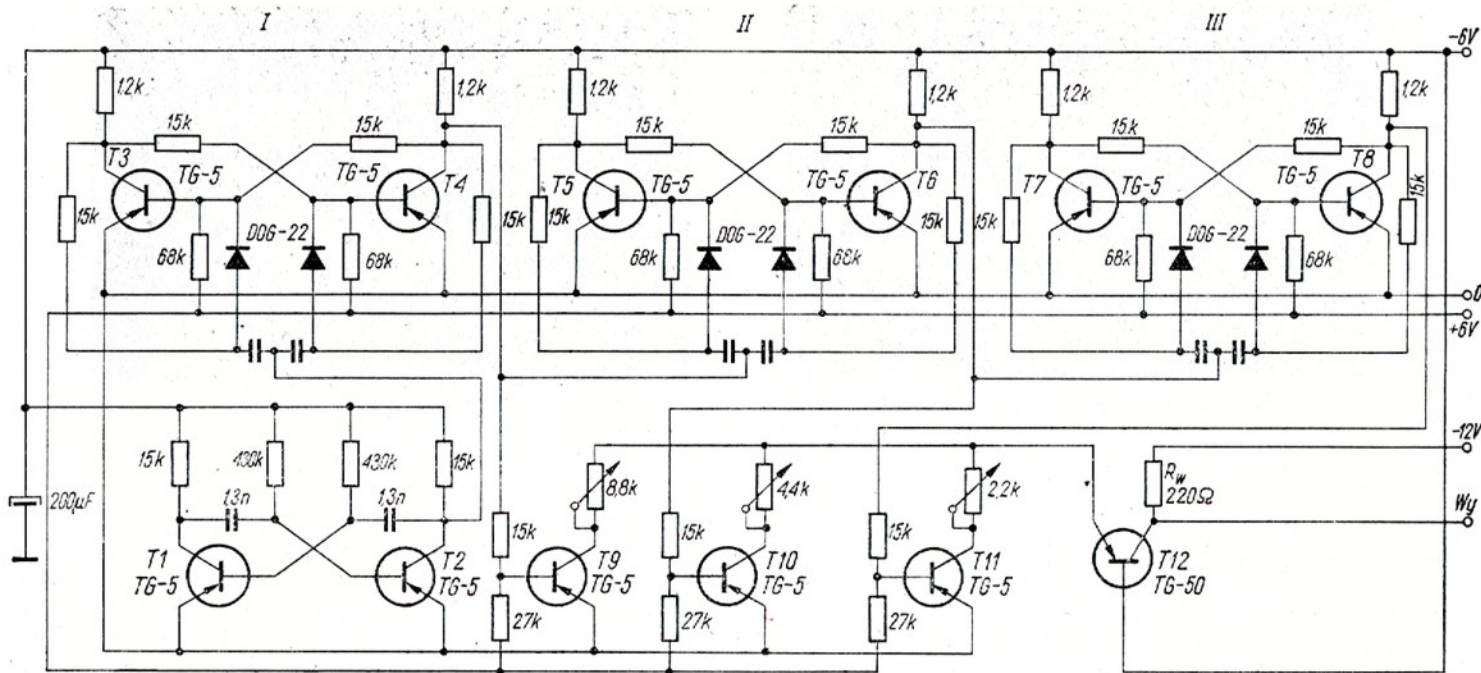 I II III
-6V
1,2k 1,2k 1,2k 1,2k 1,2k 1,2k
15k 15k 15k 15k 15k 15k
T3 TG-5 TG-5 T4 T5 TG-5 TG-5 T6 T7 TG-5 TG-5 T8
15k 15k 15k 15k 15k 15k
68k DOG-22 68k 68k DOG-22 68k 68k DOG-22 68k
0
+6V
-12V
15k 430k 430k 15k 8,8k 4,4k 2,2k Rw 220Ω
200µF 1,3n 1,3n Wy
15k 15k 15k
T1 TG-5 T2 TG-5 T9 TG-5 T10 TG-5 T11 TG-5 T12 TG-50
27k 27k 27k